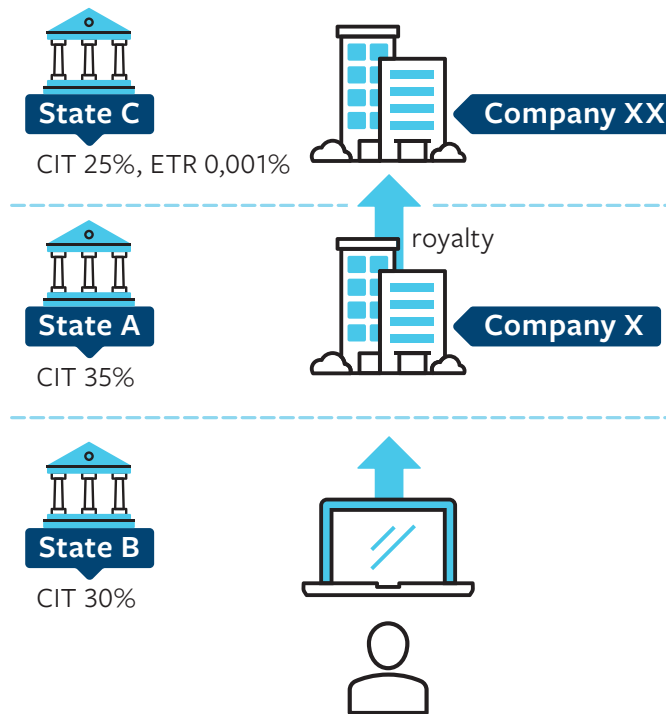 State C
Company XX
CIT 25%, ETR 0,001%
royalty
State A
Company X
CIT 35%
State B
CIT 30%